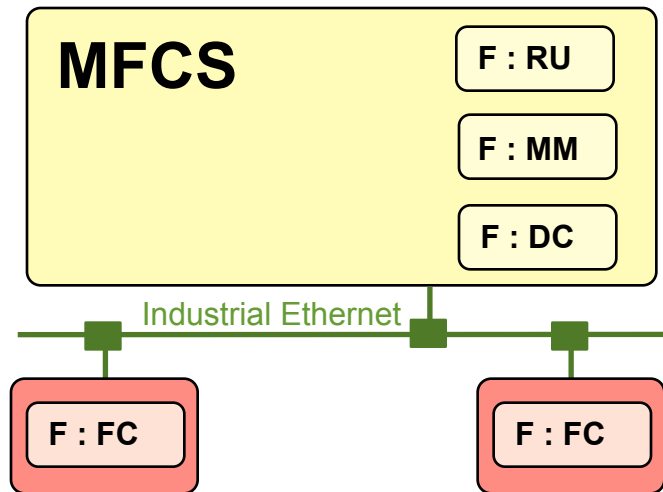 MFCS
F : RU
F : MM
F : DC
Industrial Ethernet
F : FC
F : FC